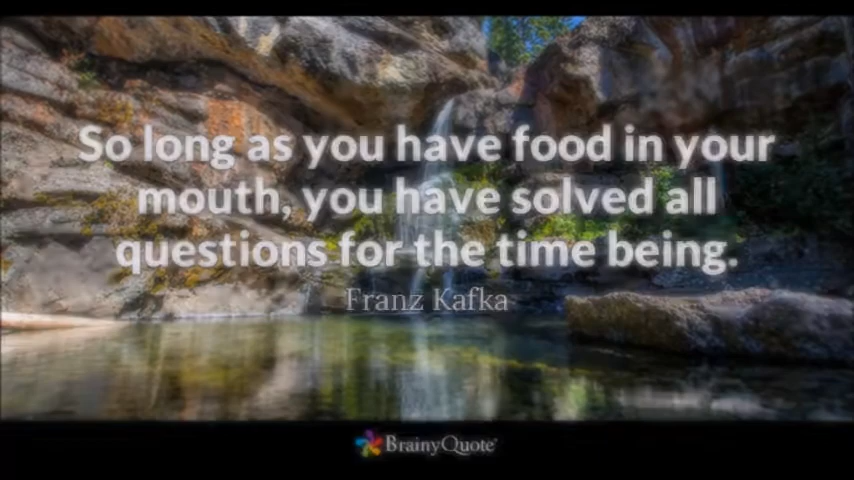 So long as you have food in your
mouth, you have solved all
questions for the time being.
Franz Kafka
BrainyQuote